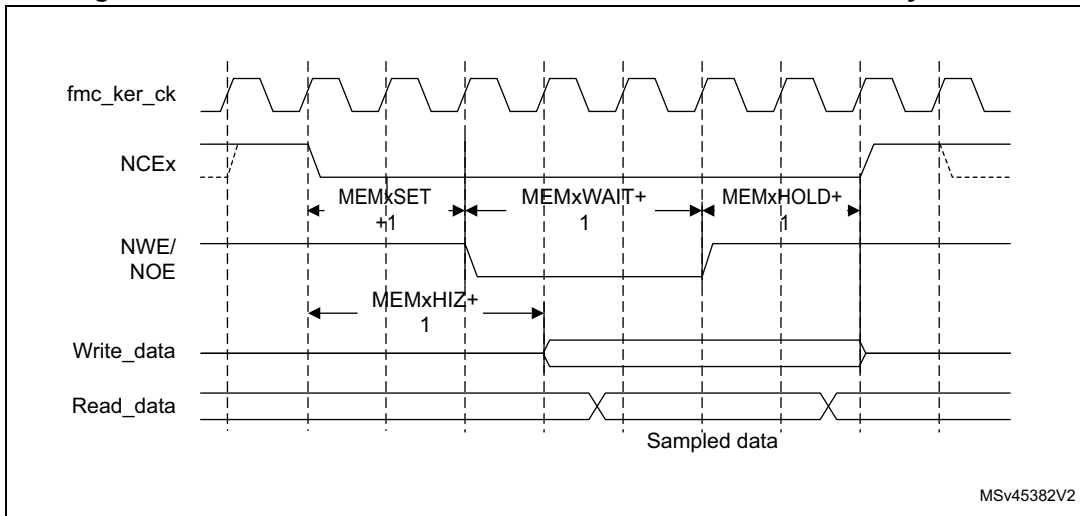 fmc_ker_ck
NCEx
MEMxSET
+1
MEMxWAIT+
1
MEMxHOLD+
1
NWE/
NOE
MEMxHIZ+
1
Write_data
Read_data
Sampled data
MSv45382V2